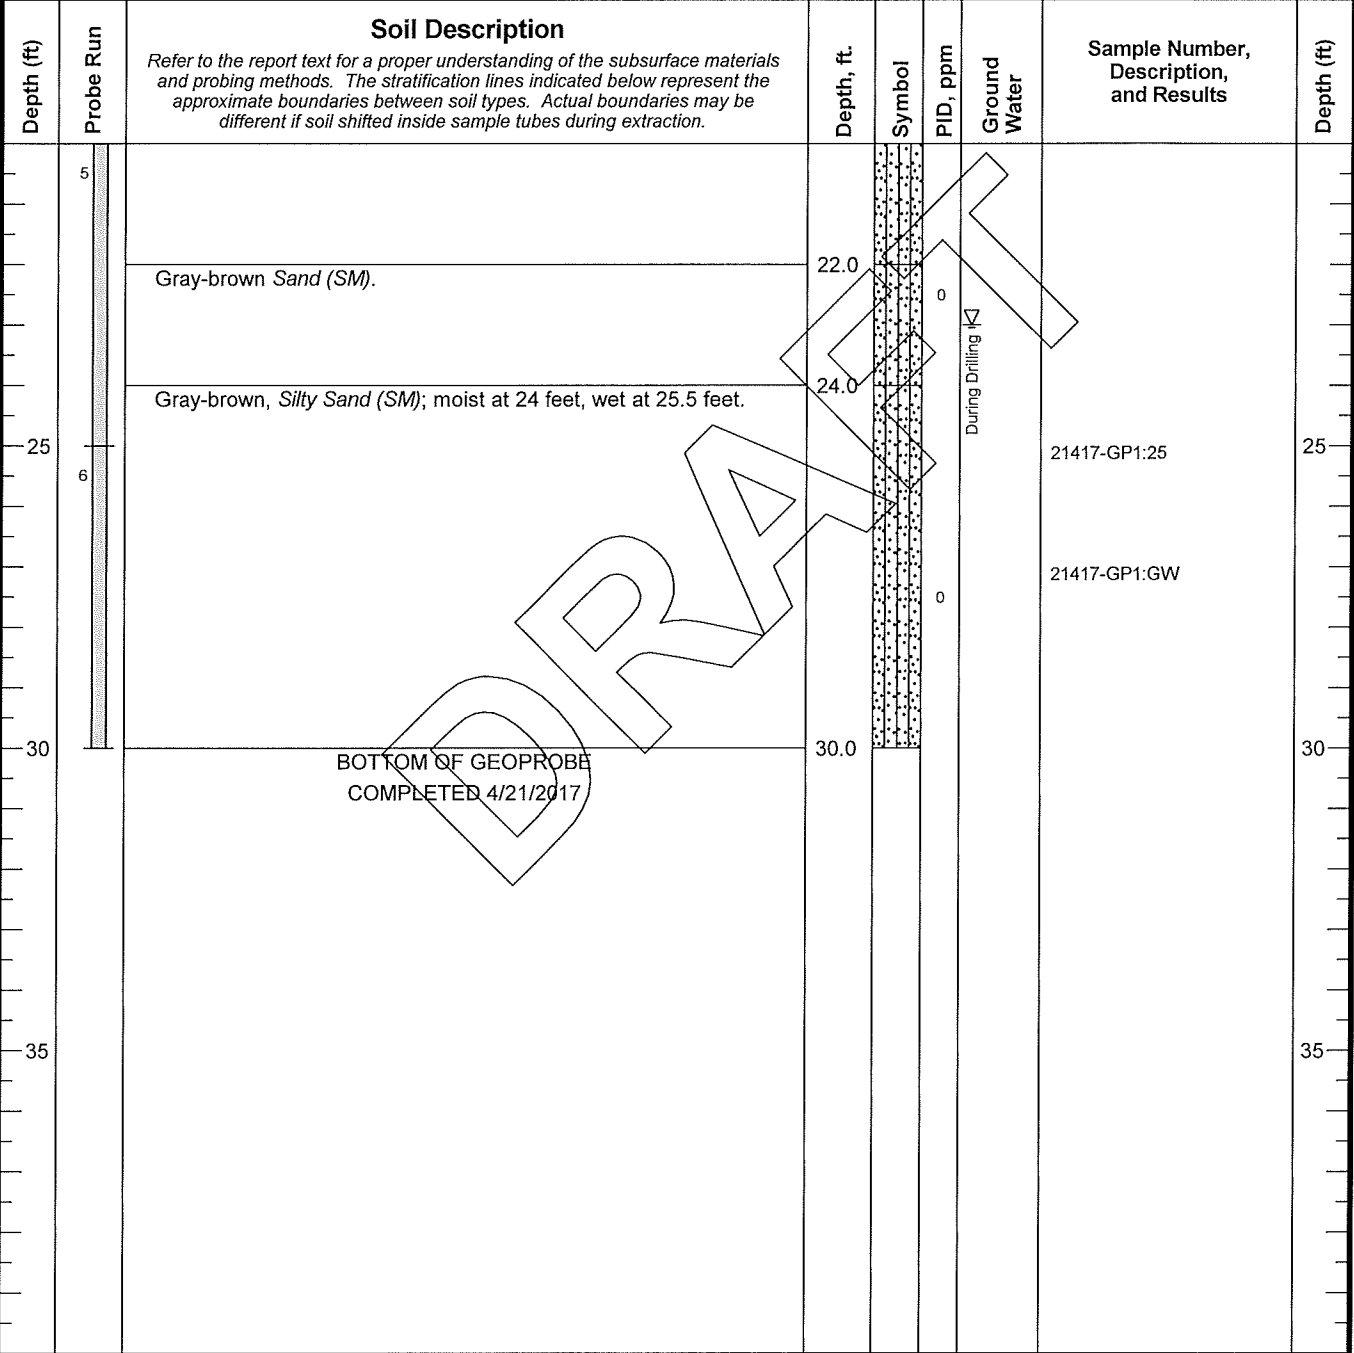 Depth (ft)
Probe Run
Soil Description
Refer to the report text for a proper understanding of the subsurface materials
and probing methods. The stratification lines indicated below represent the
approximate boundaries between soil types. Actual boundaries may be
different if soil shifted inside sample tubes during extraction.
Depth, ft.
Symbol
PID, ppm
Ground
Water
Sample Number,
Description,
and Results
Depth (ft)
5
22.0
Gray-brown Sand (SM).
0
During Drilling
24.0
Gray-brown, Silty Sand (SM); moist at 24 feet, wet at 25.5 feet.
25
21417-GP1:25
25
6
21417-GP1:GW
0
30
30.0
30
BOTTOM OF GEOPROBE
COMPLETED 4/21/2017
35
35
DRAFT